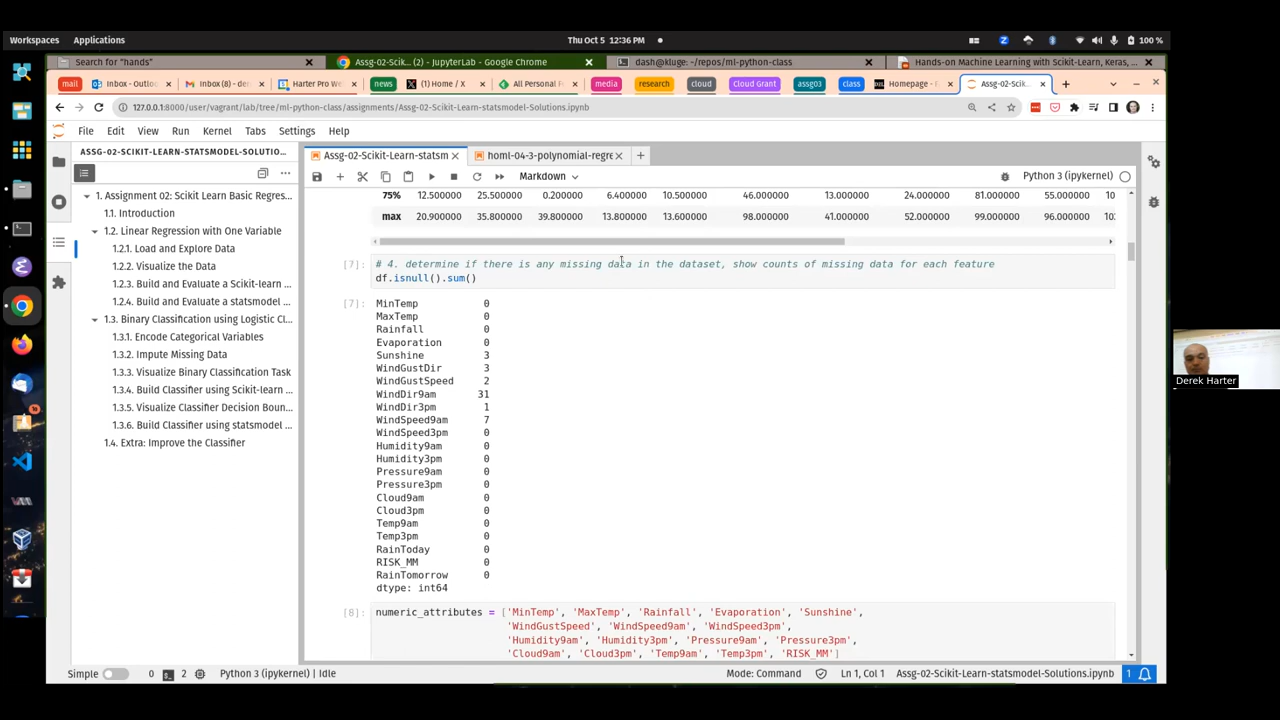 Workspaces Applications Thu Oct 5 12:36 PM 100 %
Search for "hands" Assg-02-Scik... (2) - JupyterLab - Google Chrome dash@kluge: ~/repos/ml-python-class Hands-on Machine Learning with Scikit-Learn, Keras, ...
mail Inbox - Outloo Inbox (8) - der Harter Pro We news (1) Home / X All Personal F media research cloud Cloud Grant assg03 class Homepage - Assg-02-Scik
127.0.0.1:8000/user/vagrant/lab/tree/ml-python-class/assignments/Assg-02-Scikit-Learn-statsmodel-Solutions.ipynb
File Edit View Run Kernel Tabs Settings Help
ASSG-02-SCIKIT-LEARN-STATSMODEL-SOLUTIO...
Assg-02-Scikit-Learn-statsm homl-04-3-polynomial-regre
Markdown Python 3 (ipykernel)
1. Assignment 02: Scikit Learn Basic Regres...
1.1. Introduction
1.2. Linear Regression with One Variable
1.2.1. Load and Explore Data
1.2.2. Visualize the Data
1.2.3. Build and Evaluate a Scikit-learn ...
1.2.4. Build and Evaluate a statsmodel ...
1.3. Binary Classification using Logistic Cl...
1.3.1. Encode Categorical Variables
1.3.2. Impute Missing Data
1.3.3. Visualize Binary Classification Task
1.3.4. Build Classifier using Scikit-learn ...
1.3.5. Visualize Classifier Decision Boun...
1.3.6. Build Classifier using statsmodel ...
1.4. Extra: Improve the Classifier
75% 12.500000 25.500000 0.200000 6.400000 10.500000 46.000000 13.000000 24.000000 81.000000 55.000000 10
max 20.900000 35.800000 39.800000 13.800000 13.600000 98.000000 41.000000 52.000000 99.000000 96.000000 10
[7]: # 4. determine if there is any missing data in the dataset, show counts of missing data for each feature
df.isnull().sum()
[7]: MinTemp 0
MaxTemp 0
Rainfall 0
Evaporation 0
Sunshine 3
WindGustDir 3
WindGustSpeed 2
WindDir9am 31
WindDir3pm 1
WindSpeed9am 7
WindSpeed3pm 0
Humidity9am 0
Humidity3pm 0
Pressure9am 0
Pressure3pm 0
Cloud9am 0
Cloud3pm 0
Temp9am 0
Temp3pm 0
RainToday 0
RISK_MM 0
RainTomorrow 0
dtype: int64
[8]: numeric_attributes = ['MinTemp', 'MaxTemp', 'Rainfall', 'Evaporation', 'Sunshine',
'WindGustSpeed', 'WindSpeed9am', 'WindSpeed3pm',
'Humidity9am', 'Humidity3pm', 'Pressure9am', 'Pressure3pm',
'Cloud9am', 'Cloud3pm', 'Temp9am', 'Temp3pm', 'RISK_MM']
Simple 0 2 Python 3 (ipykernel) | Idle Mode: Command Ln 1, Col 1 Assg-02-Scikit-Learn-statsmodel-Solutions.ipynb 1
Derek Harter